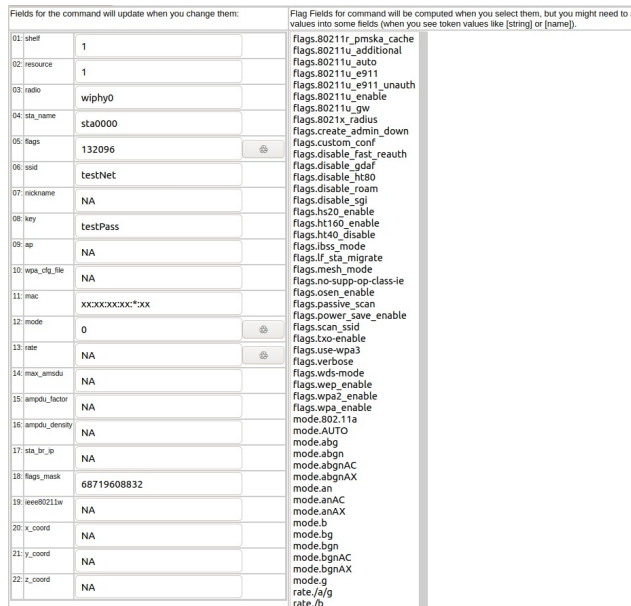 Fields for the command will update when you change them:
01: shelf
1
02: resource
1
03: radio
wiphy0
04: sta_name
sta0000
05: flags
132096
06: ssid
testNet
07: nickname
NA
08: key
testPass
09: ap
NA
10: wpa_cfg_file
NA
11: mac
xx:xx:xx:xx:*:xx
12: mode
0
13: rate
NA
14: max_amsdu
NA
15: ampdu_factor
NA
16: ampdu_density
NA
17: sta_br_ip
NA
18: flags_mask
68719608832
19: ieee80211w
NA
20: x_coord
NA
21: y_coord
NA
22: z_coord
NA
Flag Fields for command will be computed when you select them, but you might need to
values into some fields (when you see token values like [string] or [name]).
flags.80211r_pmska_cache
flags.80211u_additional
flags.80211u_auto
flags.80211u_e911
flags.80211u_e911_unauth
flags.80211u_enable
flags.80211u_gw
flags.8021x_radius
flags.create_admin_down
flags.custom_conf
flags.disable_fast_reauth
flags.disable_gdaf
flags.disable_ht80
flags.disable_roam
flags.disable_sgi
flags.hs20_enable
flags.ht160_enable
flags.ht40_disable
flags.ibss_mode
flags.lf_sta_migrate
flags.mesh_mode
flags.no-supp-op-class-ie
flags.osen_enable
flags.passive_scan
flags.power_save_enable
flags.scan_ssid
flags.txo-enable
flags.use-wpa3
flags.verbose
flags.wds-mode
flags.wep_enable
flags.wpa2_enable
flags.wpa_enable
mode.802.11a
mode.AUTO
mode.abg
mode.abgn
mode.abgnAC
mode.abgnAX
mode.an
mode.anAC
mode.anAX
mode.b
mode.bg
mode.bgn
mode.bgnAC
mode.bgnAX
mode.g
rate./a/g
rate./b